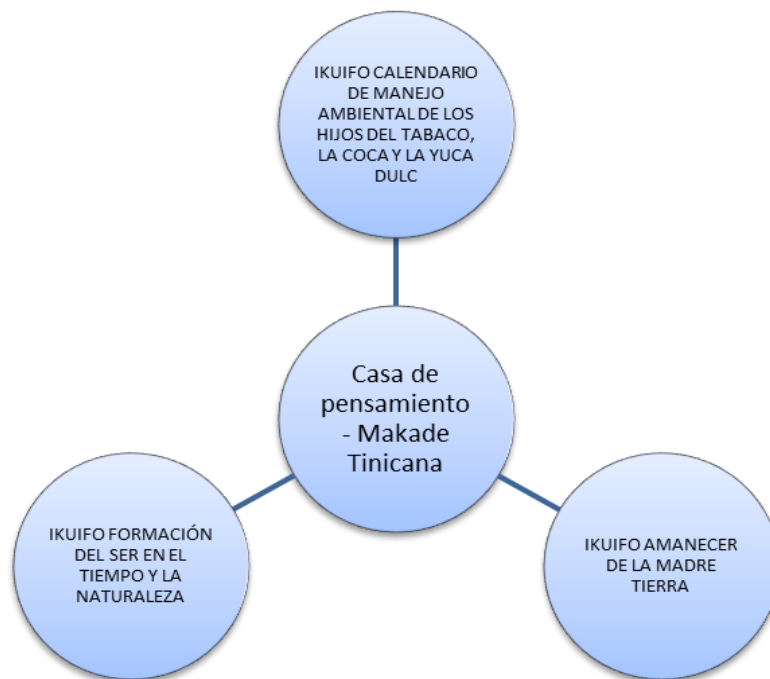 IKUIFO CALENDARIO
DE MANEJO
AMBIENTAL DE LOS
HIJOS DEL TABACO,
LA COCA Y LA YUCA
DULC
Casa de
pensamiento
- Makade
Tinicana
IKUIFO FORMACIÓN
DEL SER EN EL
TIEMPO Y LA
NATURALEZA
IKUIFO AMANECER
DE LA MADRE
TIERRA